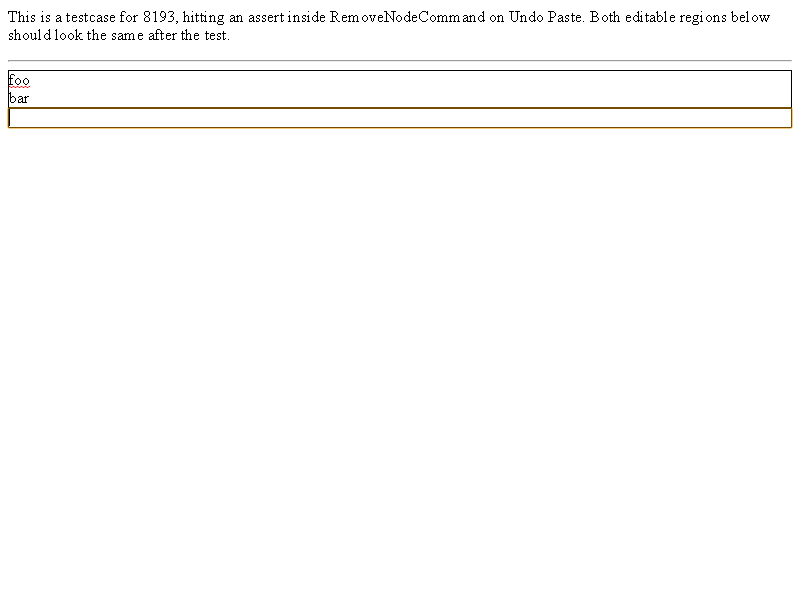 This is a testcase for 8193, hitting an assert inside RemoveNodeCommand on Undo Paste. Both editable regions below
should look the same after the test.
foo
bar